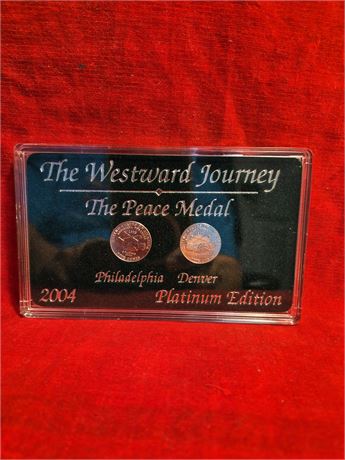 The Westward Journey
The Peace Medal
Philadelphia Denver
2004 Platinum Edition